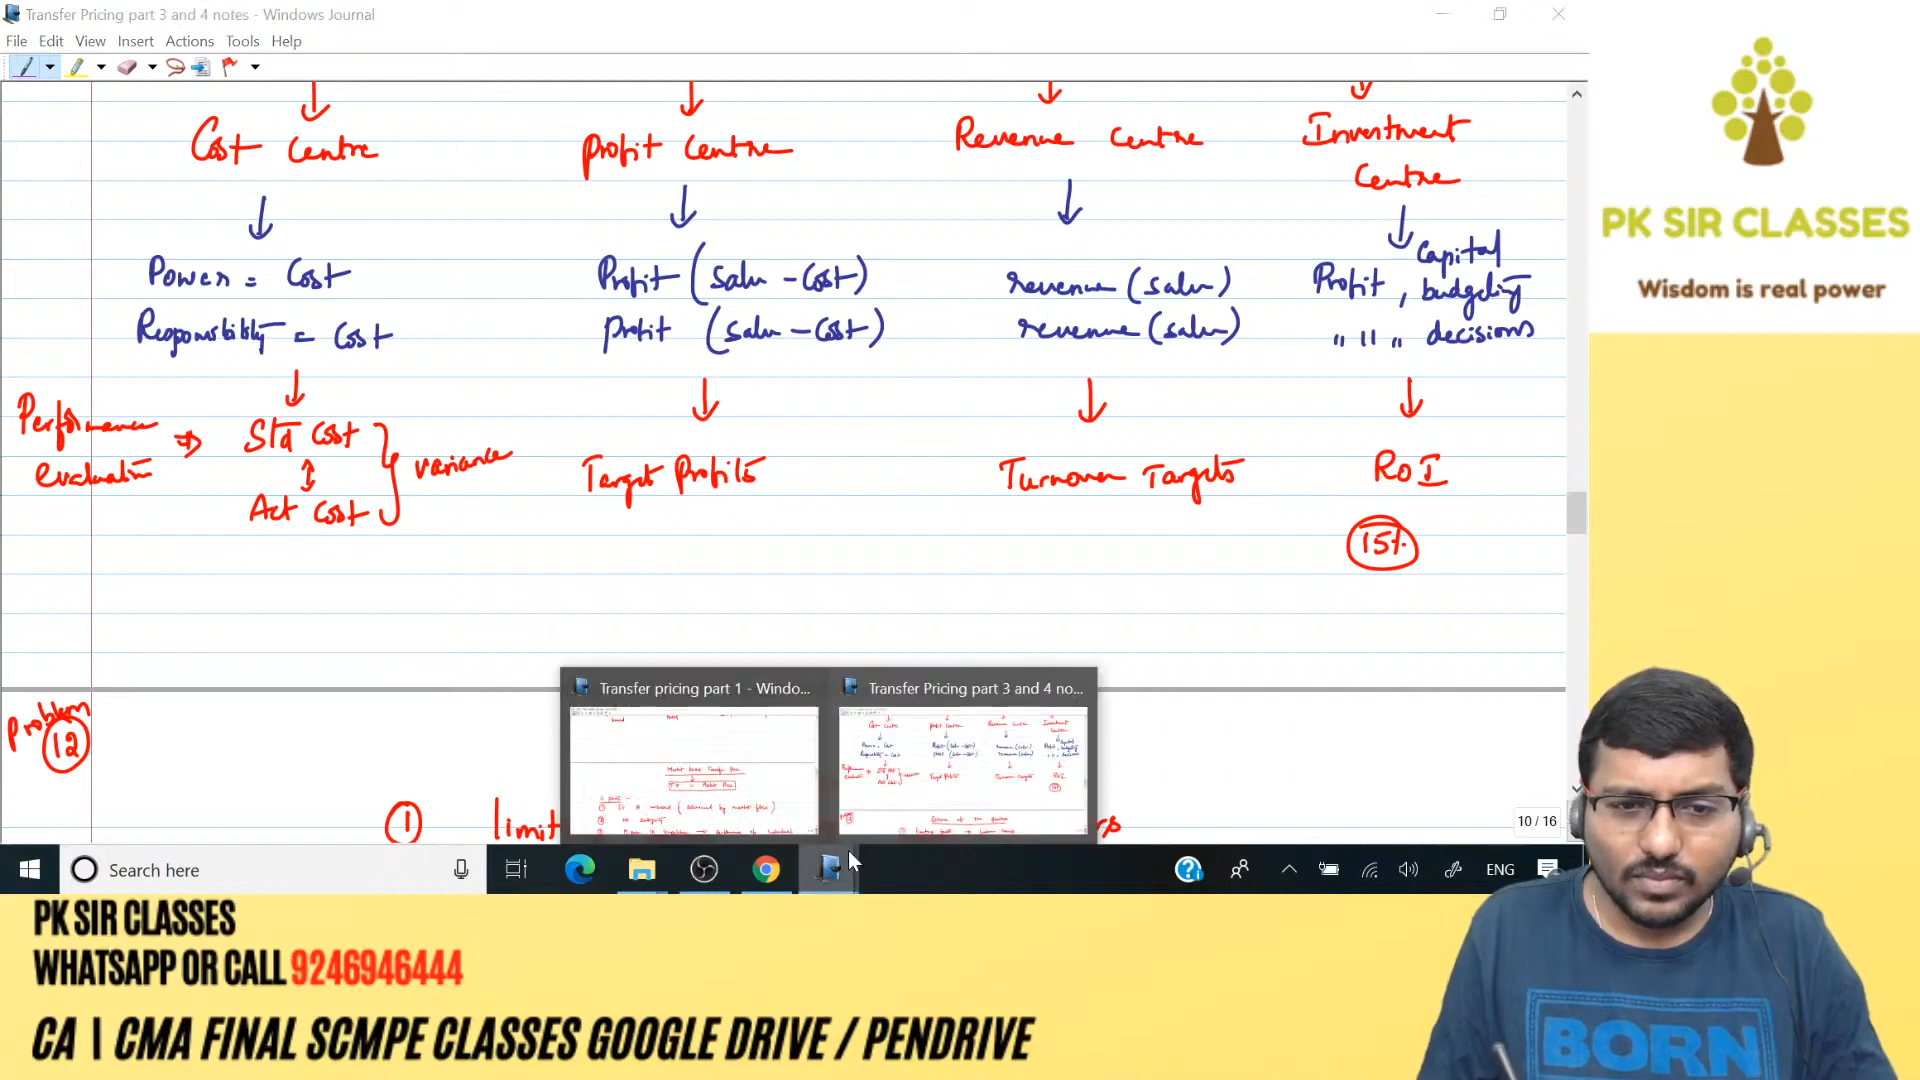 Transfer Pricing part 3 and 4 notes - Windows Journal
File Edit View Insert Actions Tools Help
Cost Centre
Profit Centre
Revenue Centre
Investment
Centre
Power = Cost
Profit (Sales - Cost)
revenue (Sales)
Profit, Capital
budgeting
Responsibility = Cost
Profit (Sales - Cost)
revenue (Sales)
" " " decisions
Performance
evaluation ⇒ Std Cost
Act Cost
variance
Target Profits
Turnover Targets
ROI
15%
Problem
12
1 limit
Transfer pricing part 1 - Windo...
Transfer Pricing part 3 and 4 no...
Market based Transfer Price
10 / 16
Search here
ENG
PK SIR CLASSES
Wisdom is real power
BORN
PK SIR CLASSES
WHATSAPP OR CALL 9246946444
CA \ CMA FINAL SCMPE CLASSES GOOGLE DRIVE / PENDRIVE